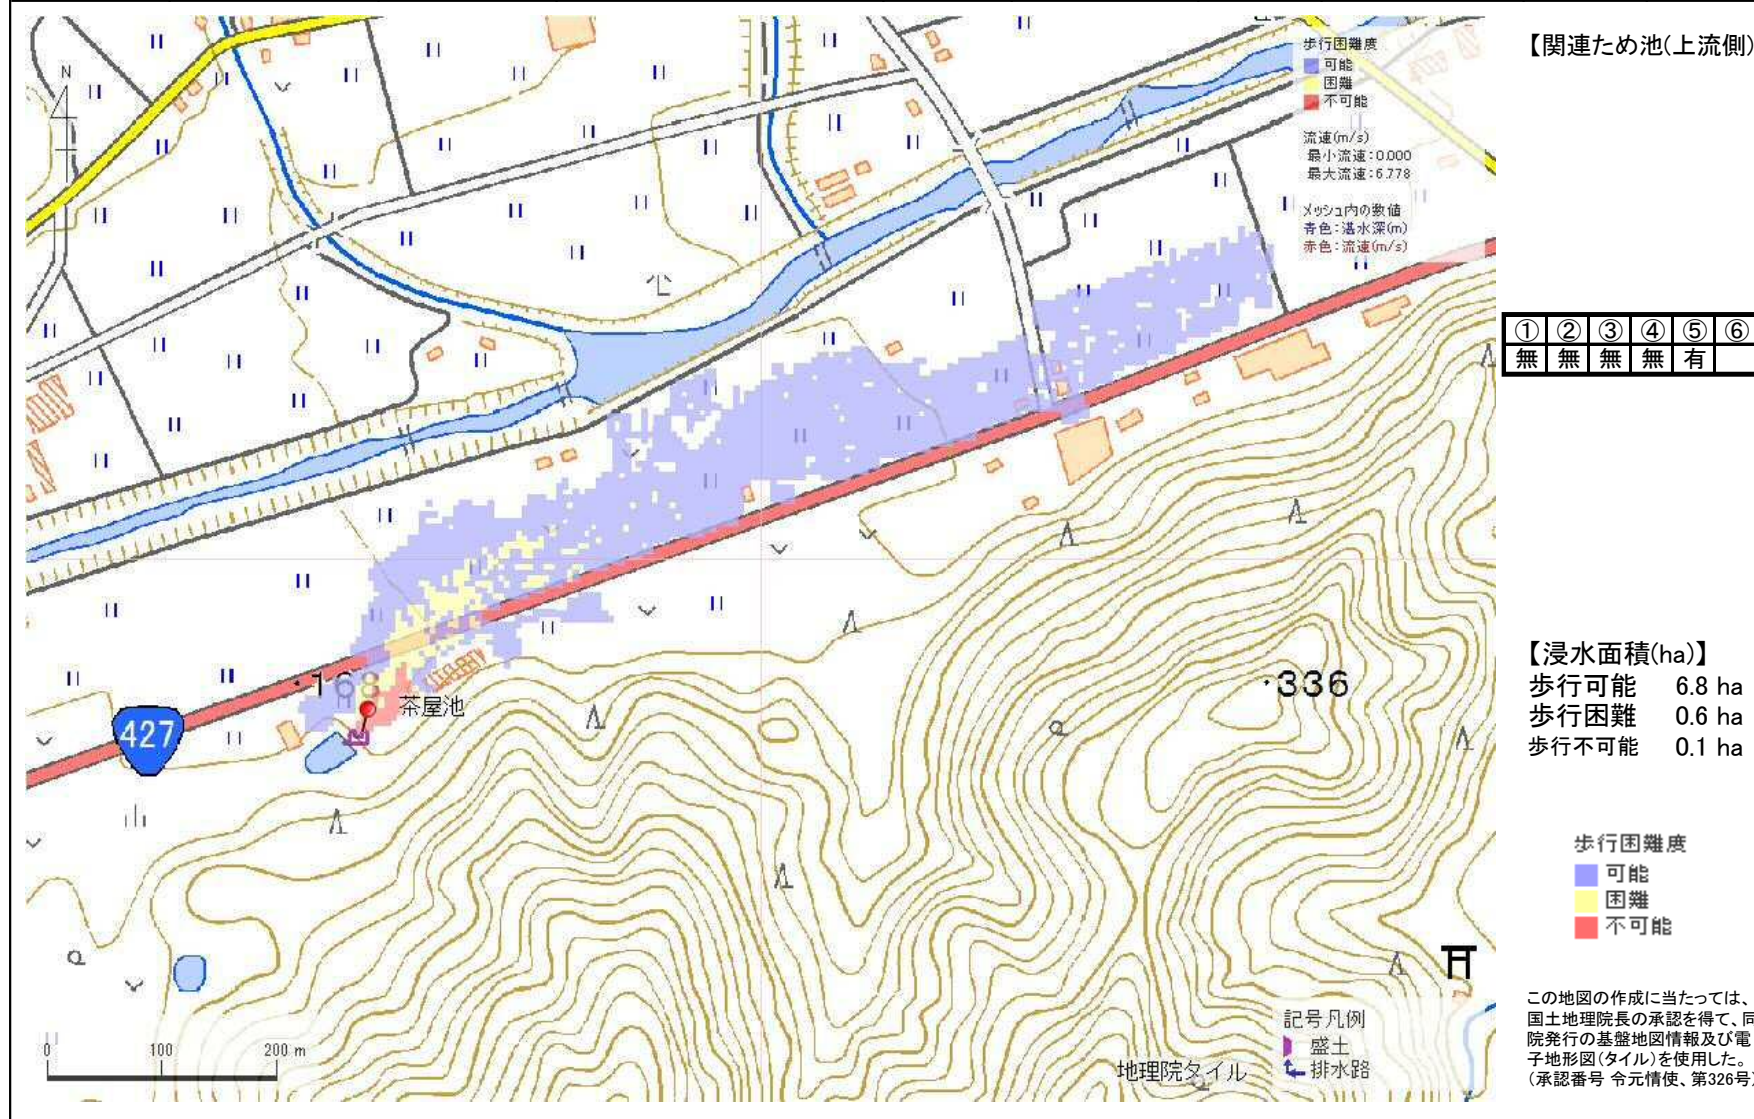 【関連ため池(上流側)
N
歩行困難度
可能
困難
不可能
流速(m/s)
最小流速:0.000
最大流速:6.778
メッシュ内の数値
青色:湛水深(m)
赤色:流速(m/s)
① ② ③ ④ ⑤ ⑥
無 無 無 無 有
【浸水面積(ha)】
歩行可能 6.8 ha
歩行困難 0.6 ha
歩行不可能 0.1 ha
168
茶屋池
336
427
歩行困難度
可能
困難
不可能
この地図の作成に当たっては、
国土地理院長の承認を得て、同
院発行の基盤地図情報及び電
子地形図(タイル)を使用した。
(承認番号 令元情使、第326号)
記号凡例
盛土
排水路
地理院タイル
0 100 200 m